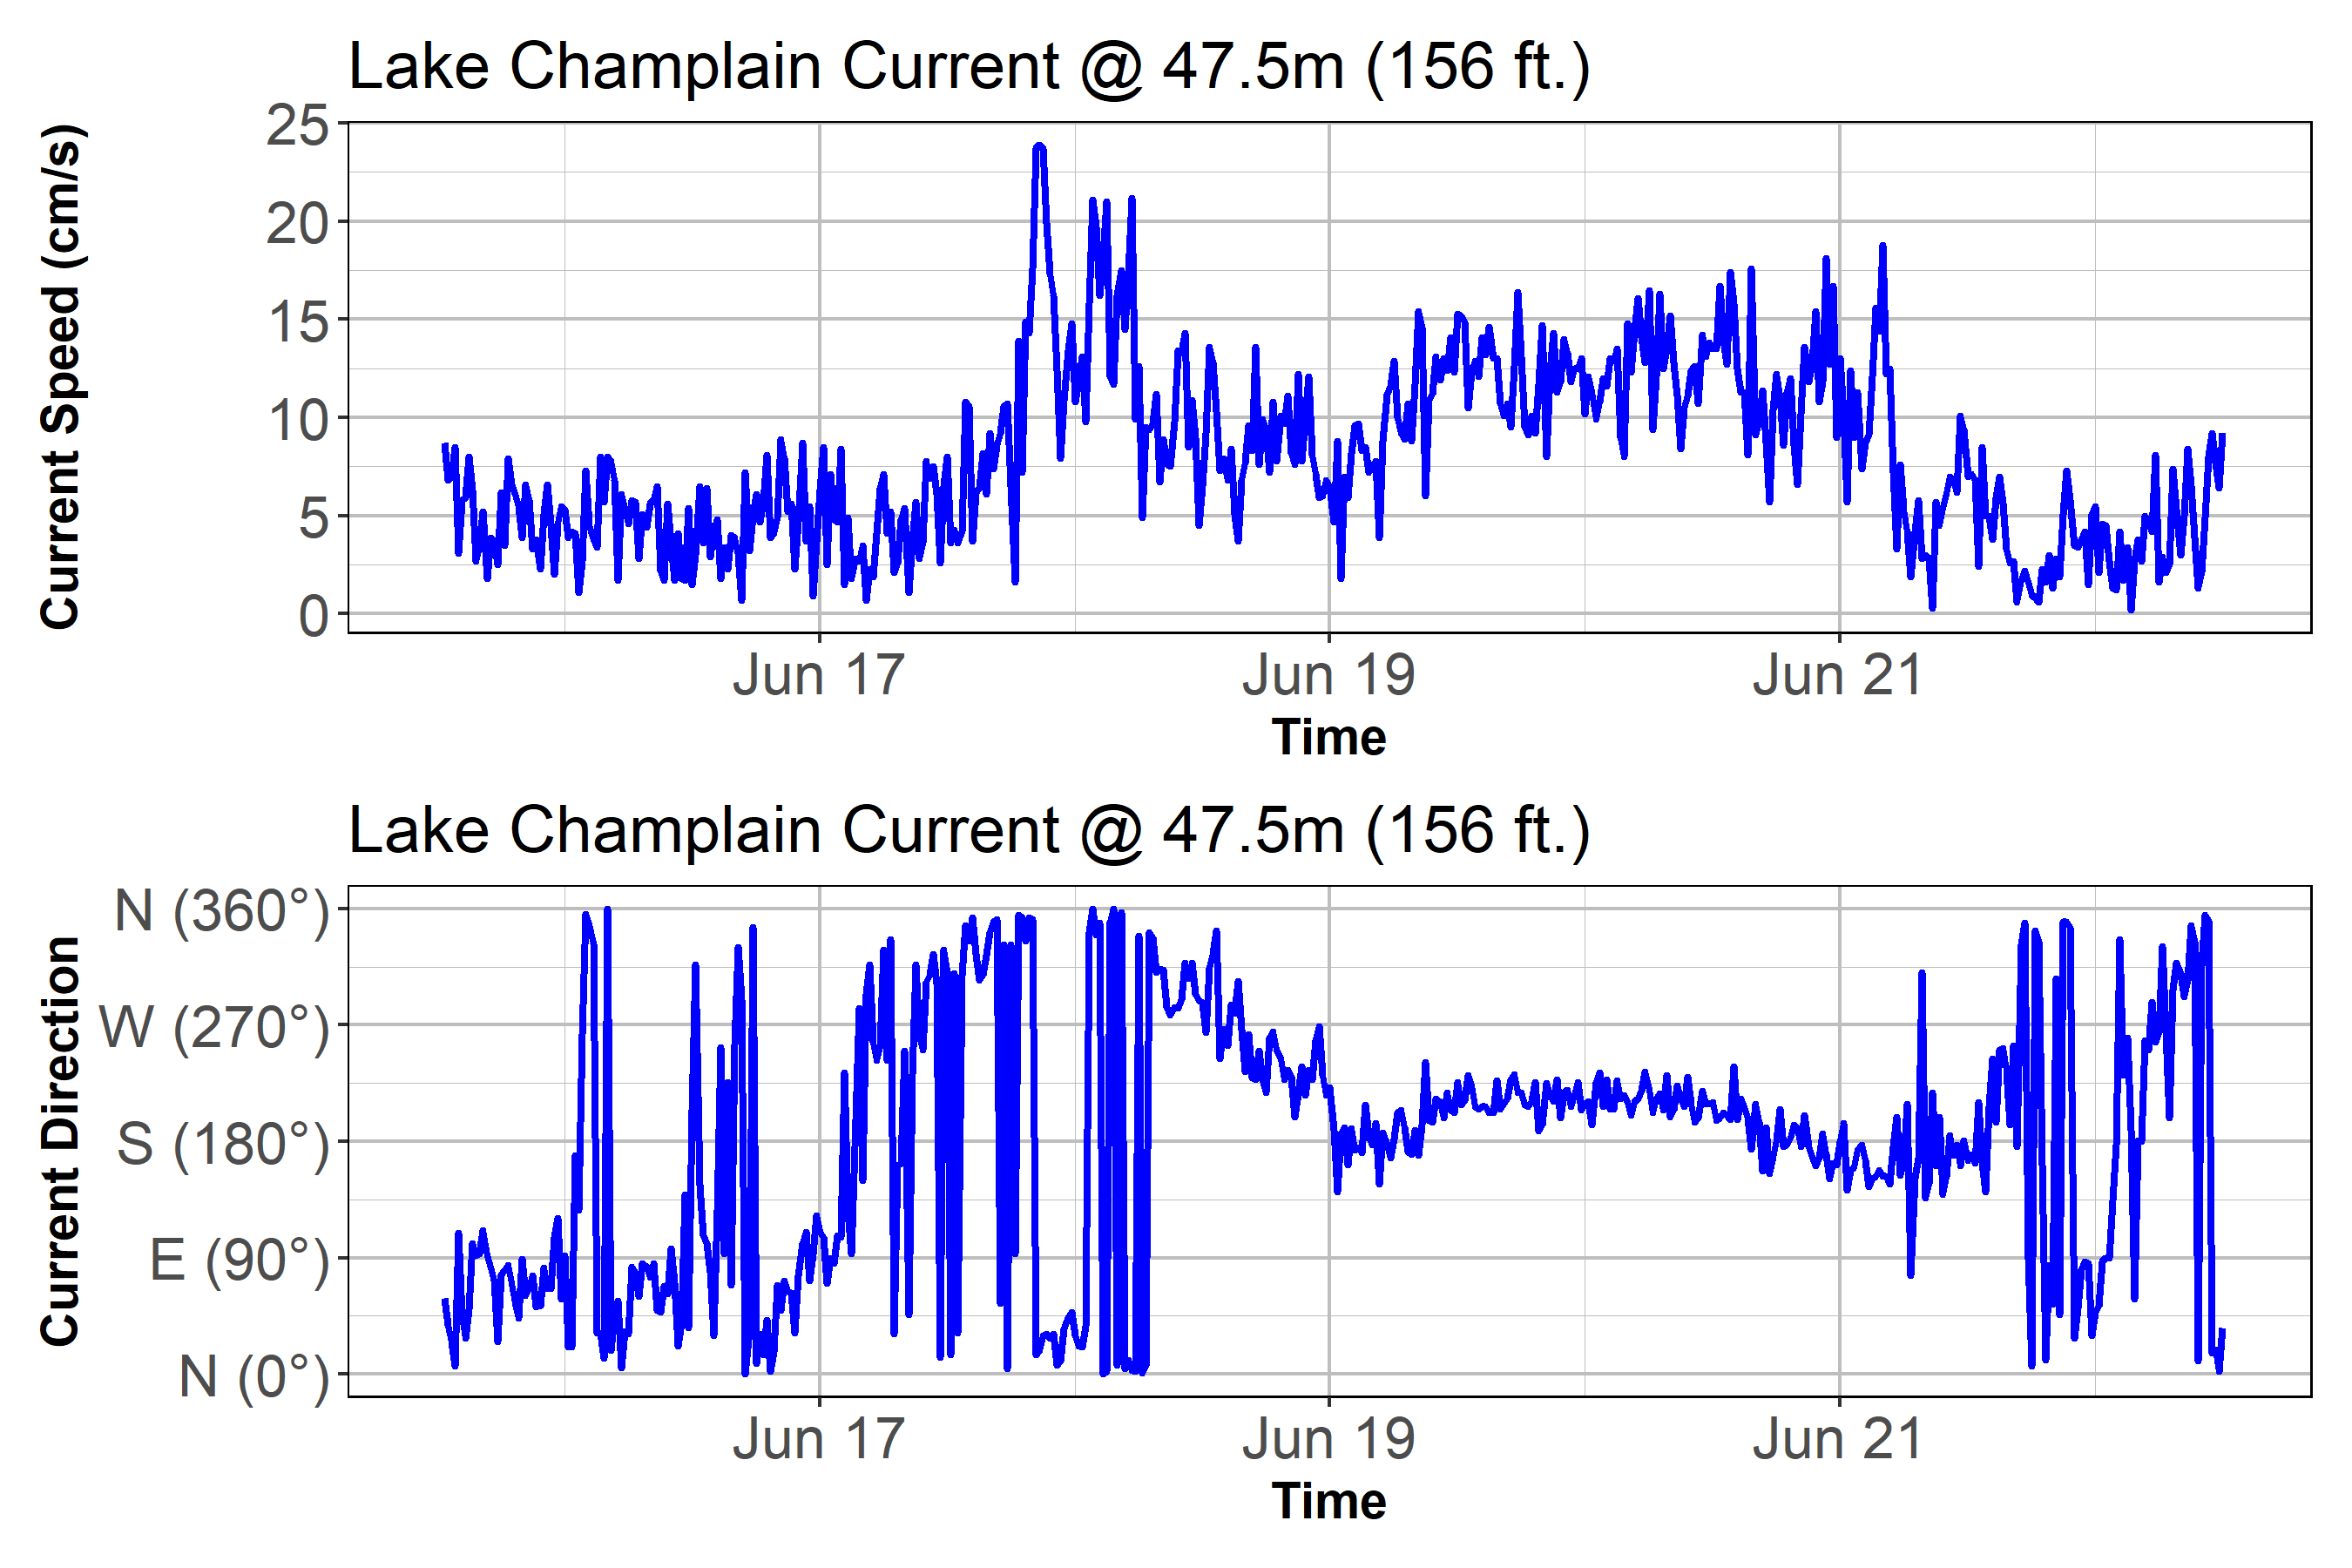 Lake Champlain Current @ 47.5m (156 ft.)
Current Speed (cm/s)
25
20
15
10
5
0
Jun 17 Jun 19 Jun 21
Time
Lake Champlain Current @ 47.5m (156 ft.)
Current Direction
N (360°)
W (270°)
S (180°)
E (90°)
N (0°)
Jun 17 Jun 19 Jun 21
Time